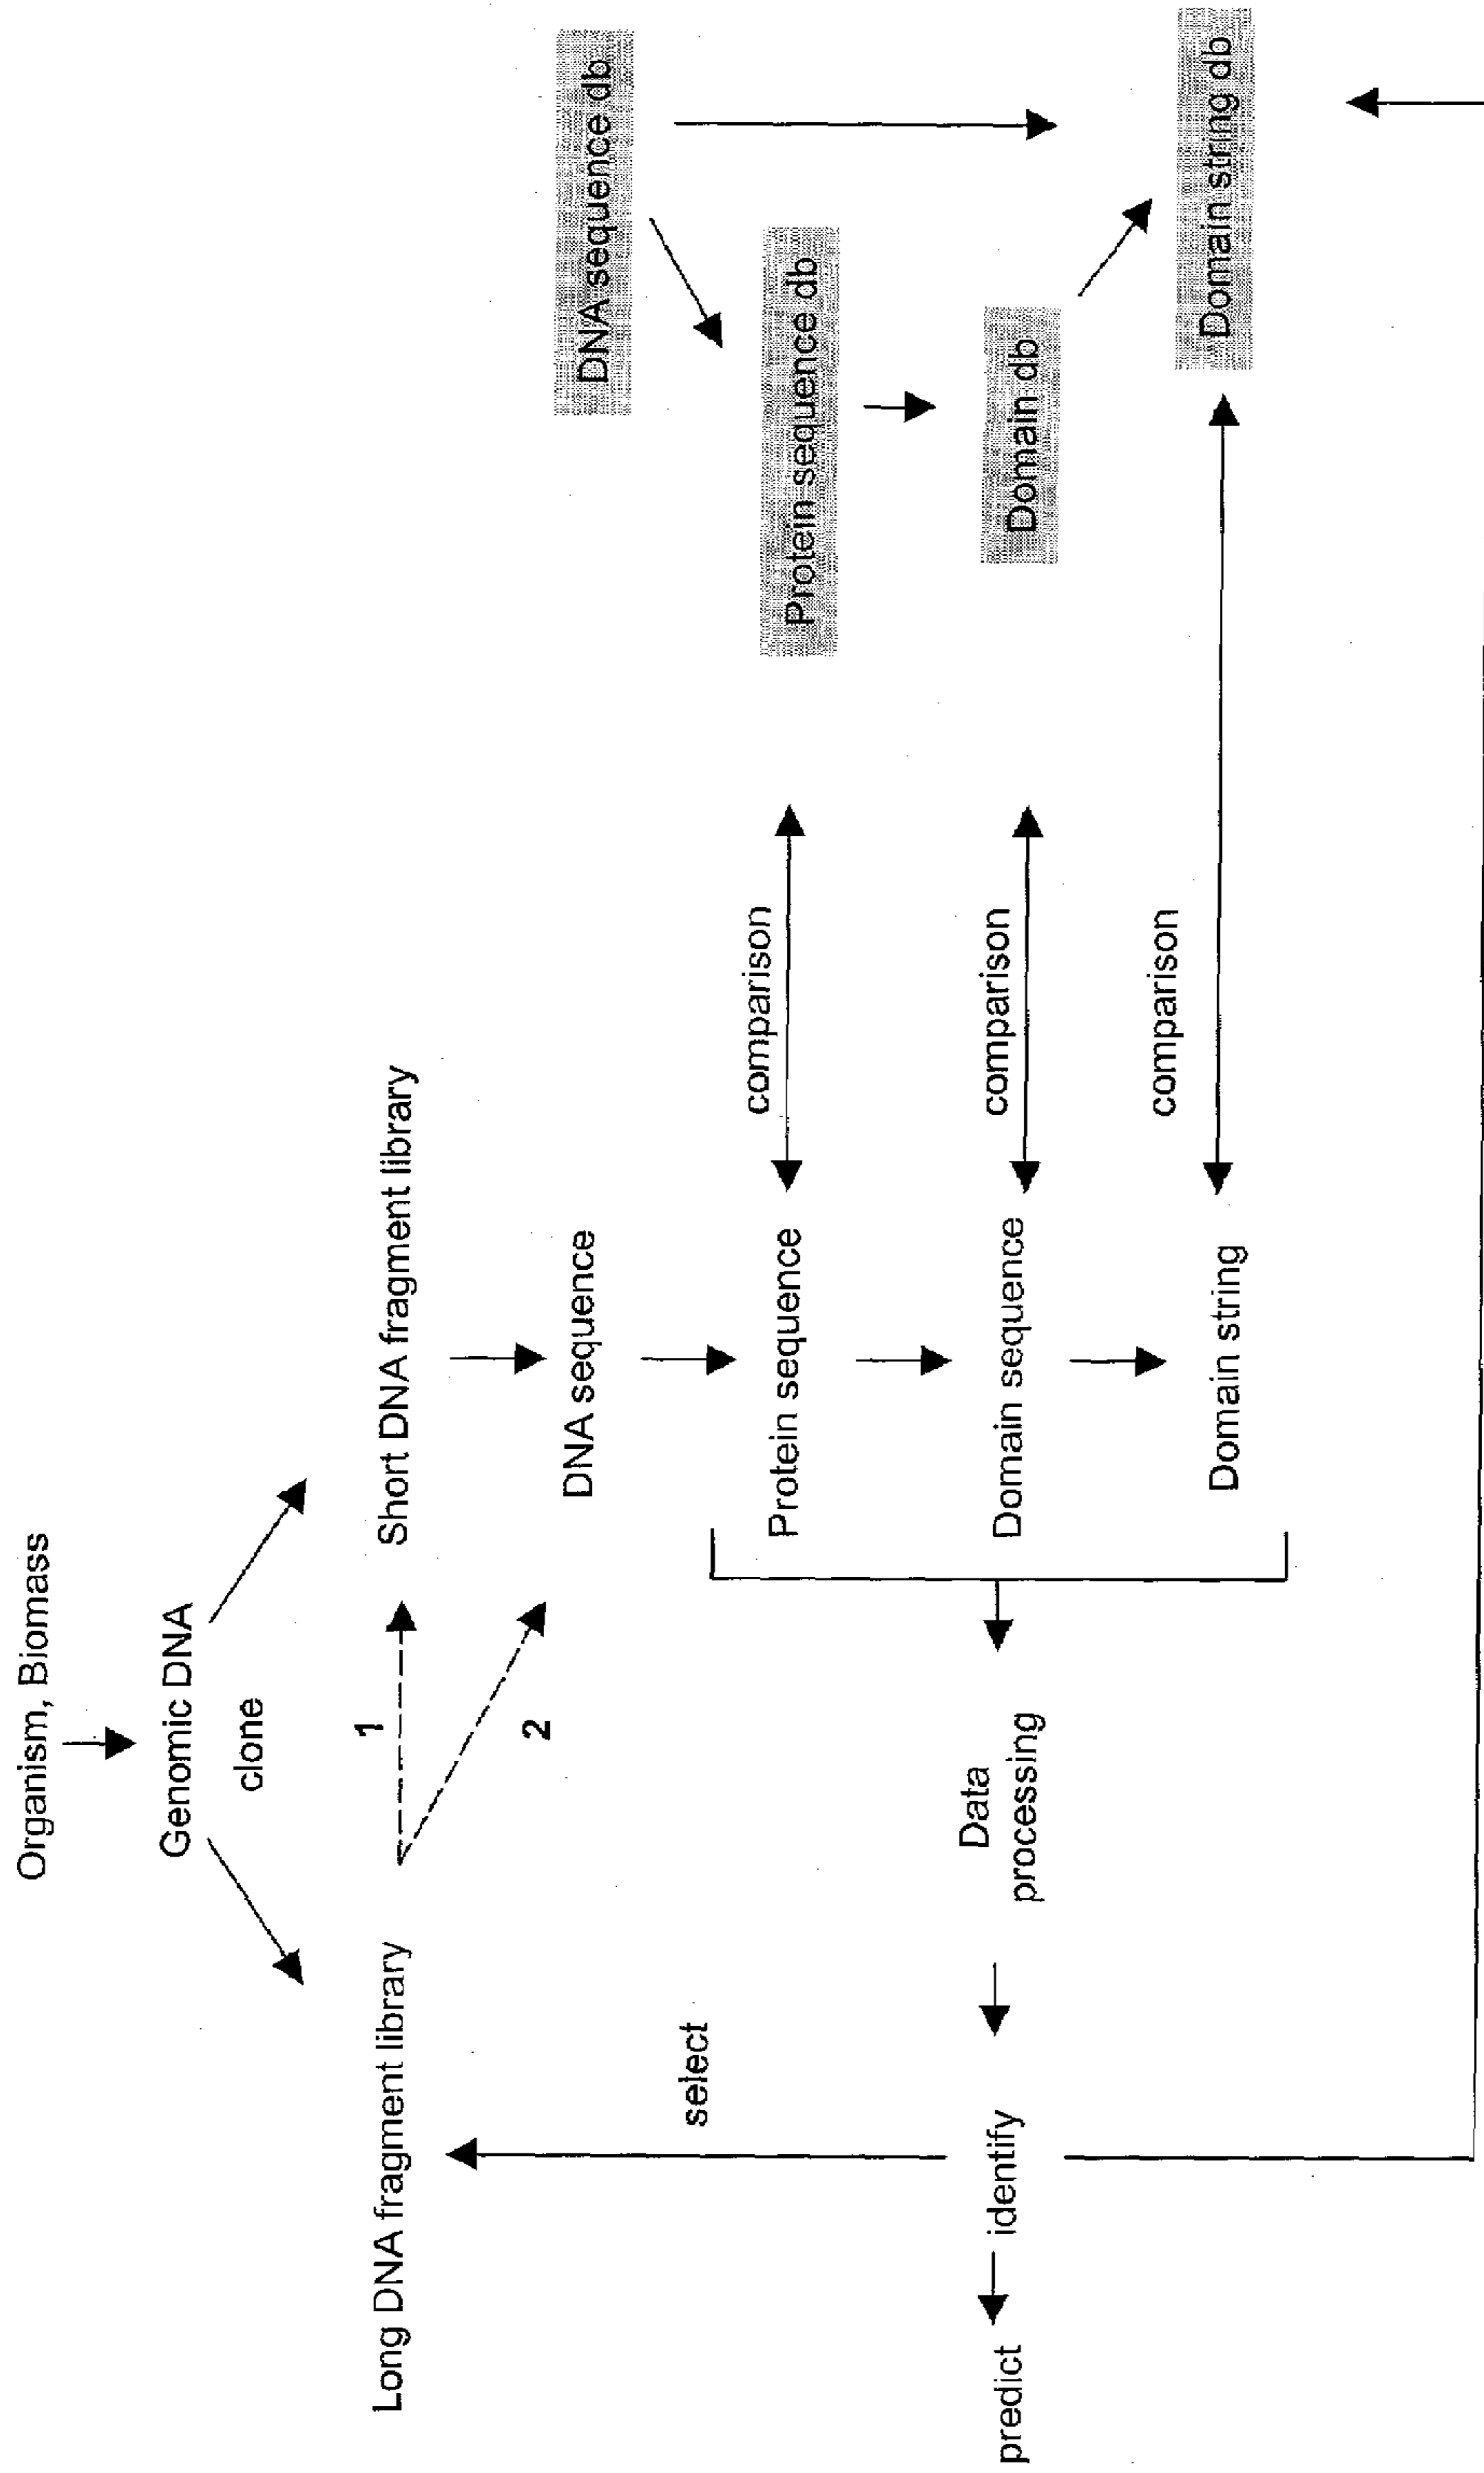 Organism, Biomass
Genomic DNA
clone
Long DNA fragment library
1
Short DNA fragment library
2
DNA sequence
DNA sequence db
select
Protein sequence
comparison
Protein sequence db
predict
identify
Data
processing
Domain sequence
comparison
Domain db
Domain string
comparison
Domain string db